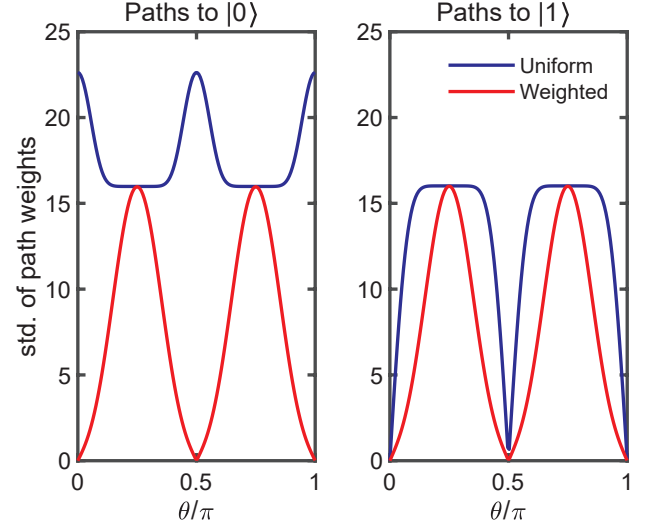 Paths to |0⟩
Paths to |1⟩
std. of path weights
25
20
15
10
5
0
0
0.5
1
θ/π
25
20
15
10
5
0
0
0.5
1
θ/π
Uniform
Weighted